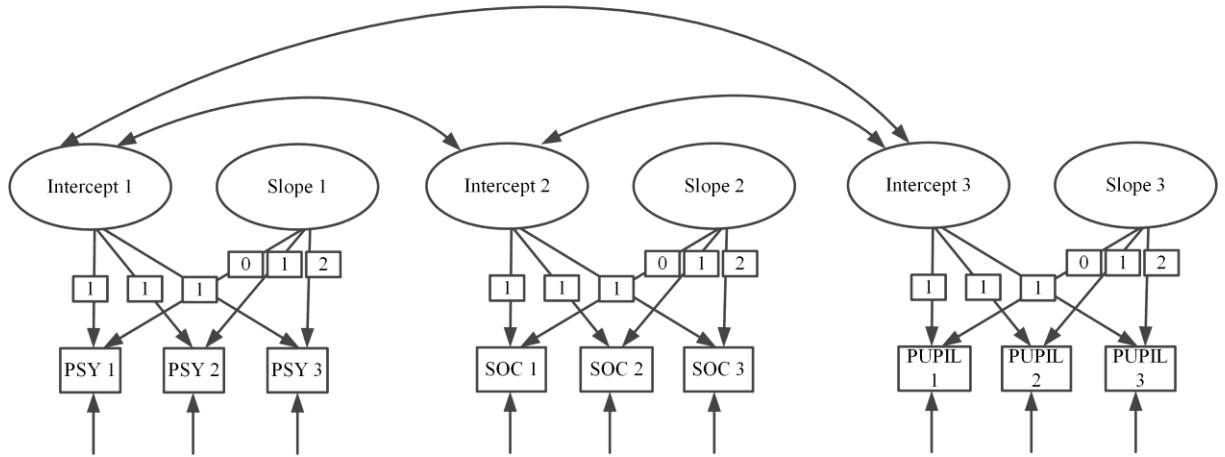 Intercept 1
Slope 1
Intercept 2
Slope 2
Intercept 3
Slope 3
0 1 2
0 1 2
0 1 2
1 1 1
1 1 1
1 1 1
PSY 1
PSY 2
PSY 3
SOC 1
SOC 2
SOC 3
PUPIL
1
PUPIL
2
PUPIL
3